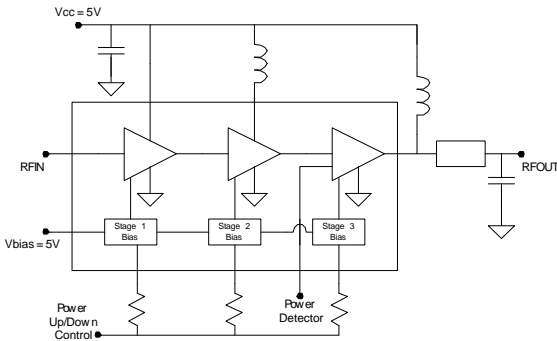 Vcc = 5V
RFIN
RFOUT
Stage 1
Bias
Stage 2
Bias
Stage 3
Bias
Vbias = 5V
Power
Up/Down
Control
Power
Detector